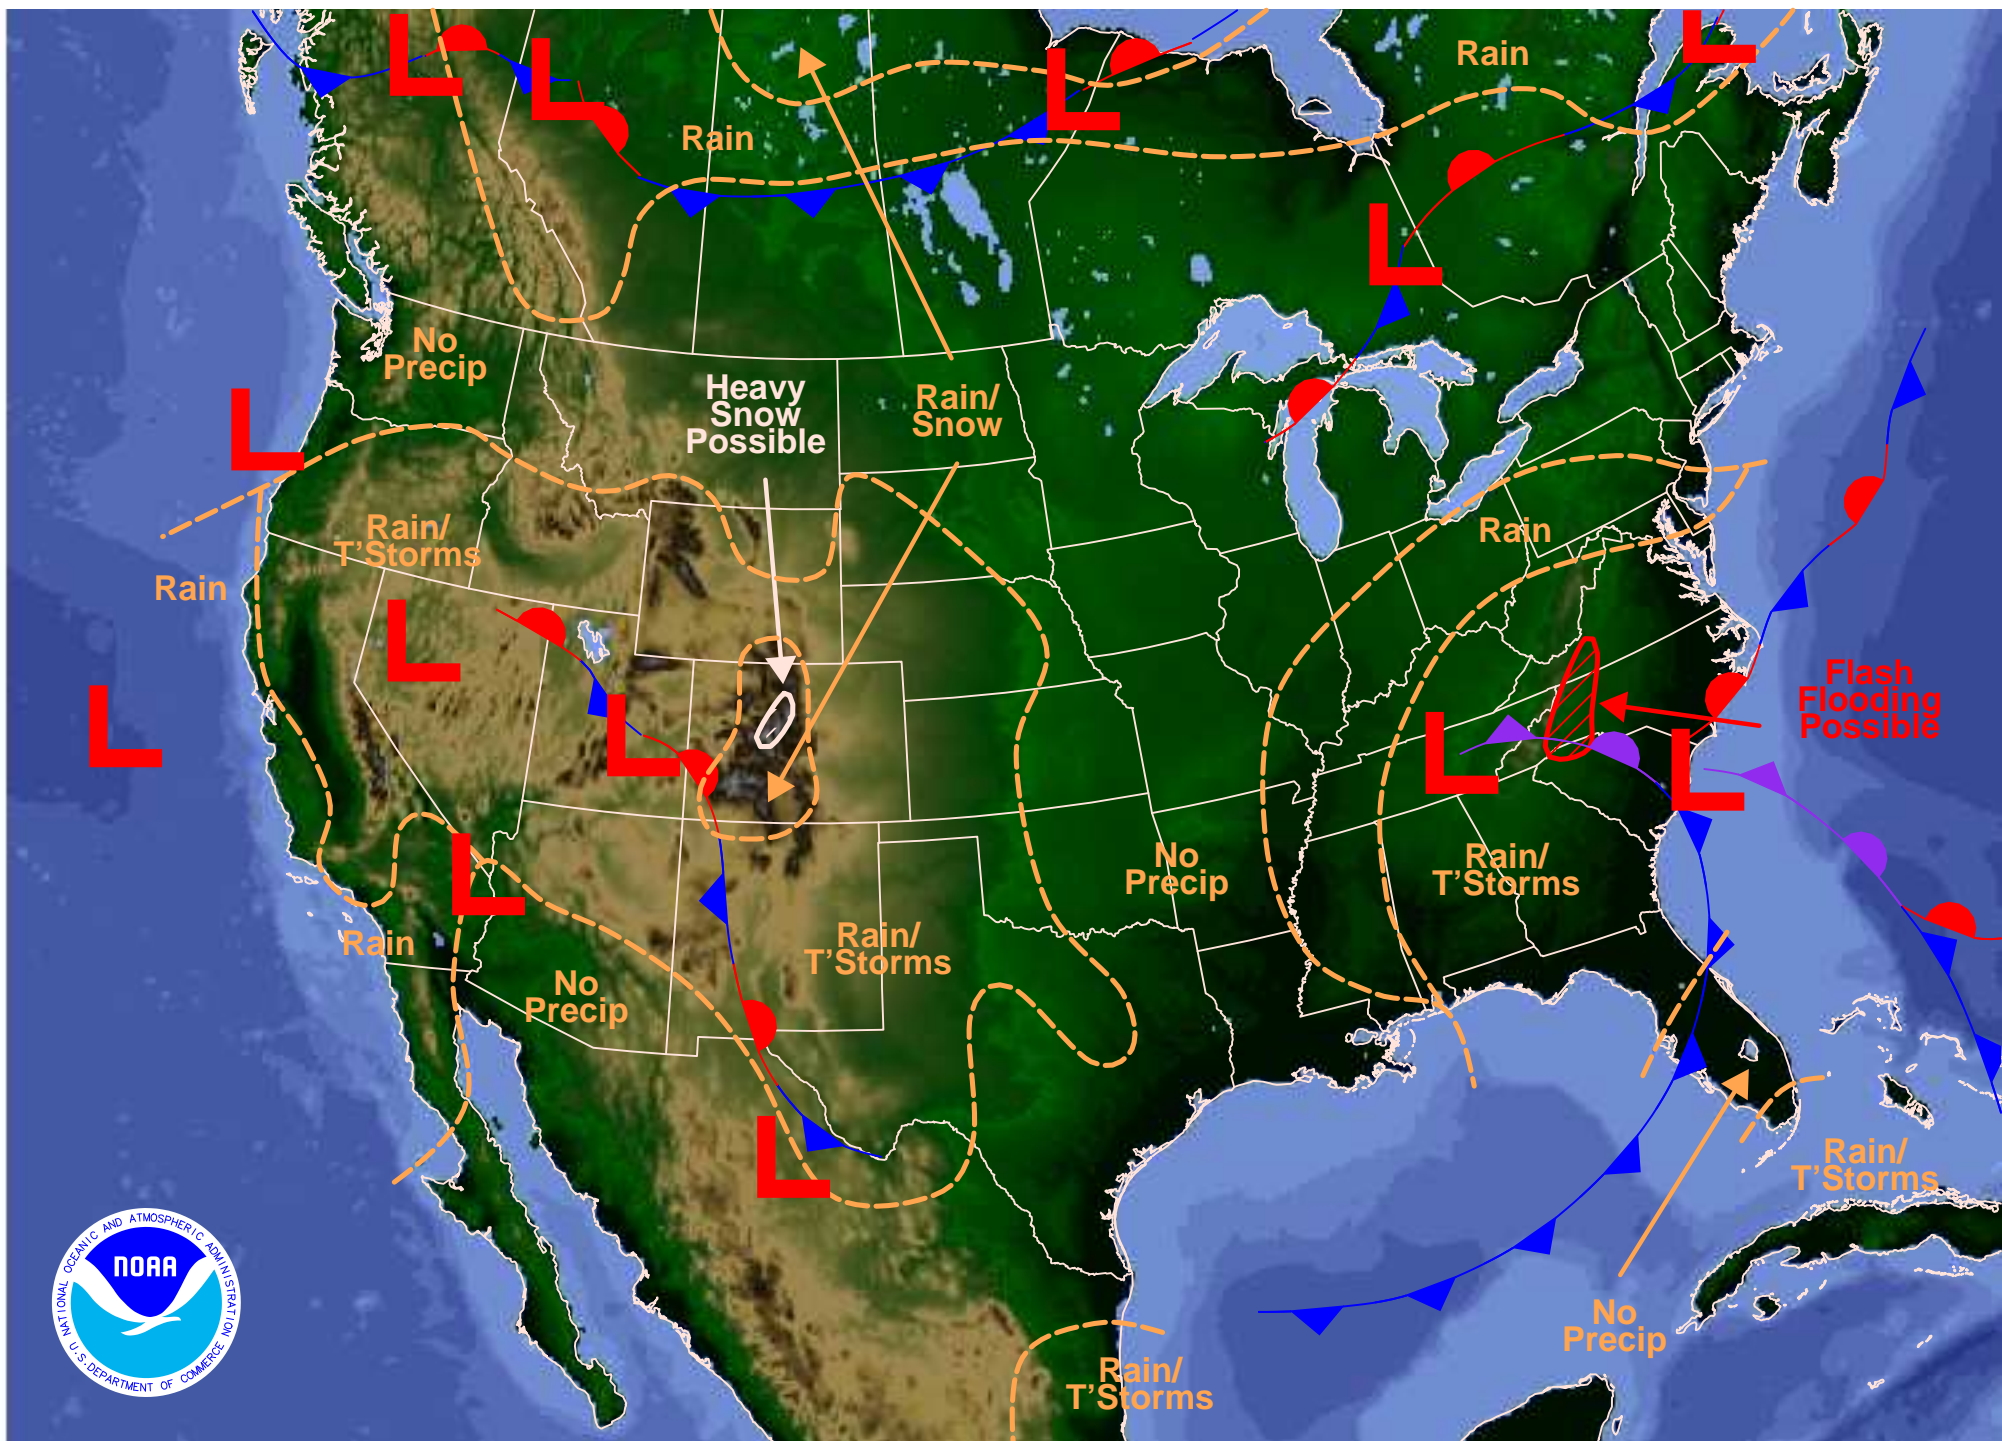 L
L
L
L
Rain
Rain
L
No
Precip
Heavy
Snow
Possible
Rain/
Snow
L
Rain/
T'Storms
Rain
Rain
L
L
L
L
L
Flash
Flooding
Possible
L
No
Precip
Rain/
T'Storms
Rain
Rain/
T'Storms
No
Precip
L
L
Rain/
T'Storms
No
Precip
Rain/
T'Storms
NATIONAL OCEANIC AND ATMOSPHERIC ADMINISTRATION
NOAA
U.S. DEPARTMENT OF COMMERCE